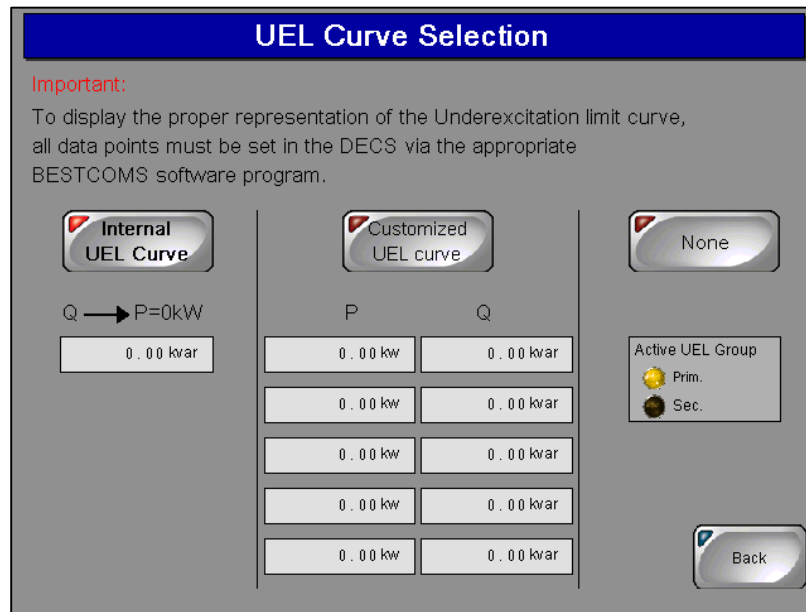 UEL Curve Selection
Important:
To display the proper representation of the Underexcitation limit curve,
all data points must be set in the DECS via the appropriate
BESTCOMS software program.
Internal
UEL Curve
Q P=0kW
0.00 kvar
Customized
UEL curve
P Q
0.00 kw 0.00 kvar
0.00 kw 0.00 kvar
0.00 kw 0.00 kvar
0.00 kw 0.00 kvar
0.00 kw 0.00 kvar
None
Active UEL Group
Prim.
Sec.
Back